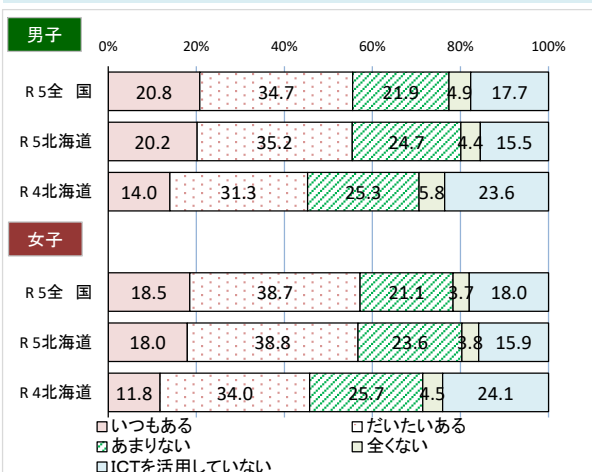 男子
0% 20% 40% 60% 80% 100%
R5全 国 20.8 34.7 21.9 4.9 17.7
R5北海道 20.2 35.2 24.7 4.4 15.5
R4北海道 14.0 31.3 25.3 5.8 23.6
女子
R5全 国 18.5 38.7 21.1 3.7 18.0
R5北海道 18.0 38.8 23.6 3.8 15.9
R4北海道 11.8 34.0 25.7 4.5 24.1
いつもある だいたいある
あまりない 全くない
ICTを活用していない